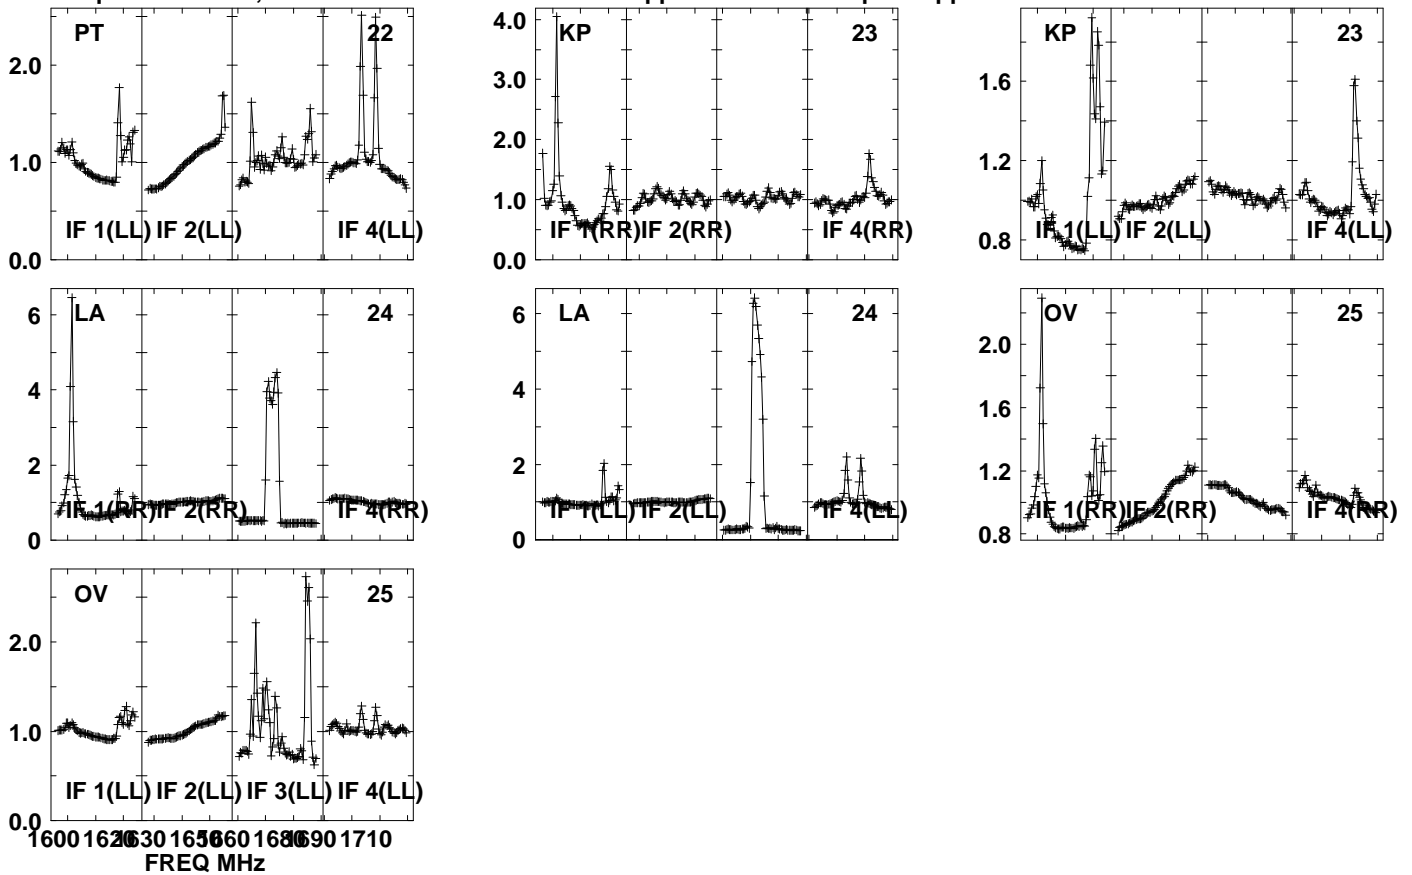 PT 22
2.0
1.0
0.0
IF 1(LL) IF 2(LL) IF 4(LL)
KP 23
4.0
3.0
2.0
1.0
0.0
IF 1(RR) IF 2(RR) IF 4(RR)
KP 23
1.6
1.2
0.8
IF 1(LL) IF 2(LL) IF 4(LL)
LA 24
6
4
2
0
IF 1(RR) IF 2(RR) IF 4(RR)
LA 24
6
4
2
0
IF 1(LL) IF 2(LL) IF 4(LL)
OV 25
2.0
1.6
1.2
0.8
IF 1(RR) IF 2(RR) IF 4(RR)
OV 25
2.0
1.0
0.0
IF 1(LL) IF 2(LL) IF 3(LL) IF 4(LL)
1600 1620 1630 1650 1660 1680 1690 1710
FREQ MHz